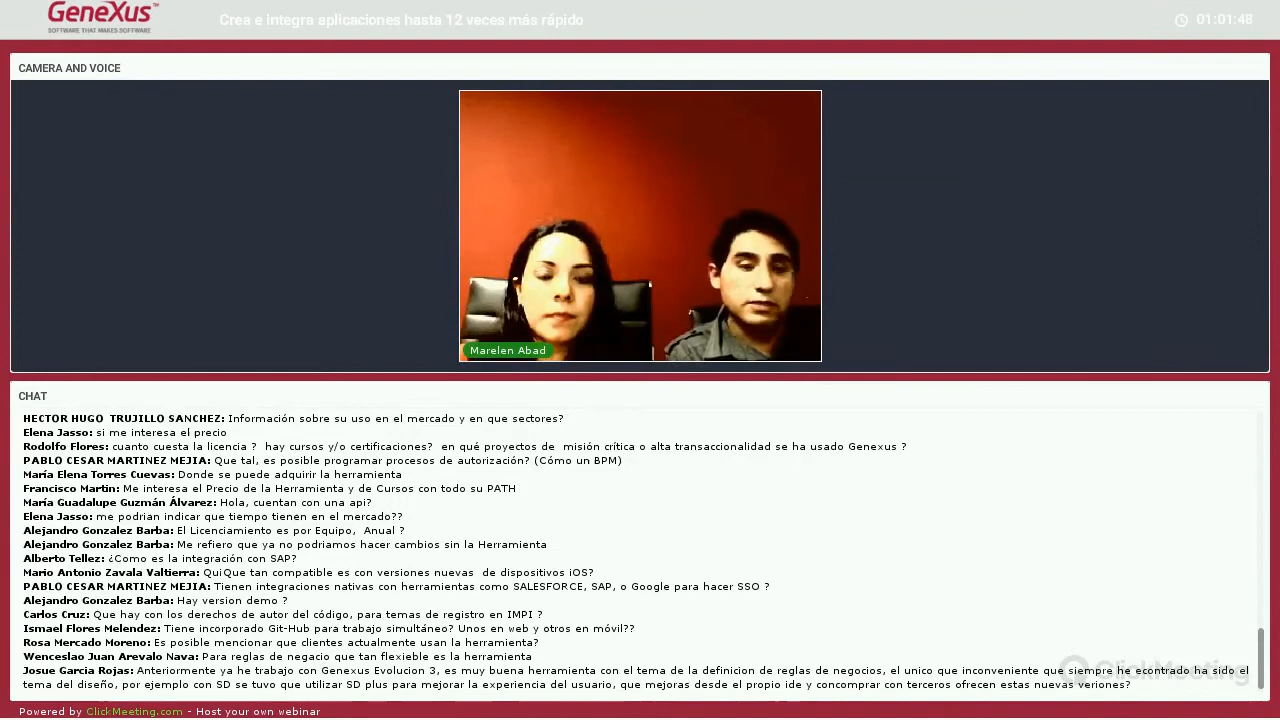 GeneXus™
SOFTWARE THAT MAKES SOFTWARE
Crea e integra aplicaciones hasta 12 veces más rápido
01:01:48
CAMERA AND VOICE
Marelen Abad
CHAT
HECTOR HUGO TRUJILLO SANCHEZ: Información sobre su uso en el mercado y en que sectores?
Elena Jasso: si me interesa el precio
Rodolfo Flores: cuanto cuesta la licencia ? hay cursos y/o certificaciones? en qué proyectos de misión crítica o alta transaccionalidad se ha usado Genexus ?
PABLO CESAR MARTINEZ MEJIA: Que tal, es posible programar procesos de autorización? (Cómo un BPM)
María Elena Torres Cuevas: Donde se puede adquirir la herramienta
Francisco Martin: Me interesa el Precio de la Herramienta y de Cursos con todo su PATH
María Guadalupe Guzmán Álvarez: Hola, cuentan con una api?
Elena Jasso: me podrian indicar que tiempo tienen en el mercado??
Alejandro Gonzalez Barba: El Licenciamiento es por Equipo, Anual ?
Alejandro Gonzalez Barba: Me refiero que ya no podriamos hacer cambios sin la Herramienta
Alberto Tellez: ¿Como es la integración con SAP?
Mario Antonio Zavala Valtierra: QuiQue tan compatible es con versiones nuevas de dispositivos iOS?
PABLO CESAR MARTINEZ MEJIA: Tienen integraciones nativas con herramientas como SALESFORCE, SAP, o Google para hacer SSO ?
Alejandro Gonzalez Barba: Hay version demo ?
Carlos Cruz: Que hay con los derechos de autor del código, para temas de registro en IMPI ?
Ismael Flores Melendez: Tiene incorporado Git-Hub para trabajo simultáneo? Unos en web y otros en móvil??
Rosa Mercado Moreno: Es posible mencionar que clientes actualmente usan la herramienta?
Wenceslao Juan Arevalo Nava: Para reglas de negacio que tan flexieble es la herramienta
Josue Garcia Rojas: Anteriormente ya he trabajo con Genexus Evolucion 3, es muy buena herramienta con el tema de la definicion de reglas de negocios, el unico que inconveniente que siempre he encontrado ha sido el
tema del diseño, por ejemplo con SD se tuvo que utilizar SD plus para mejorar la experiencia del usuario, que mejoras desde el propio ide y concomprar con terceros ofrecen estas nuevas veriones?
ClickMeeting
Powered by ClickMeeting.com - Host your own webinar